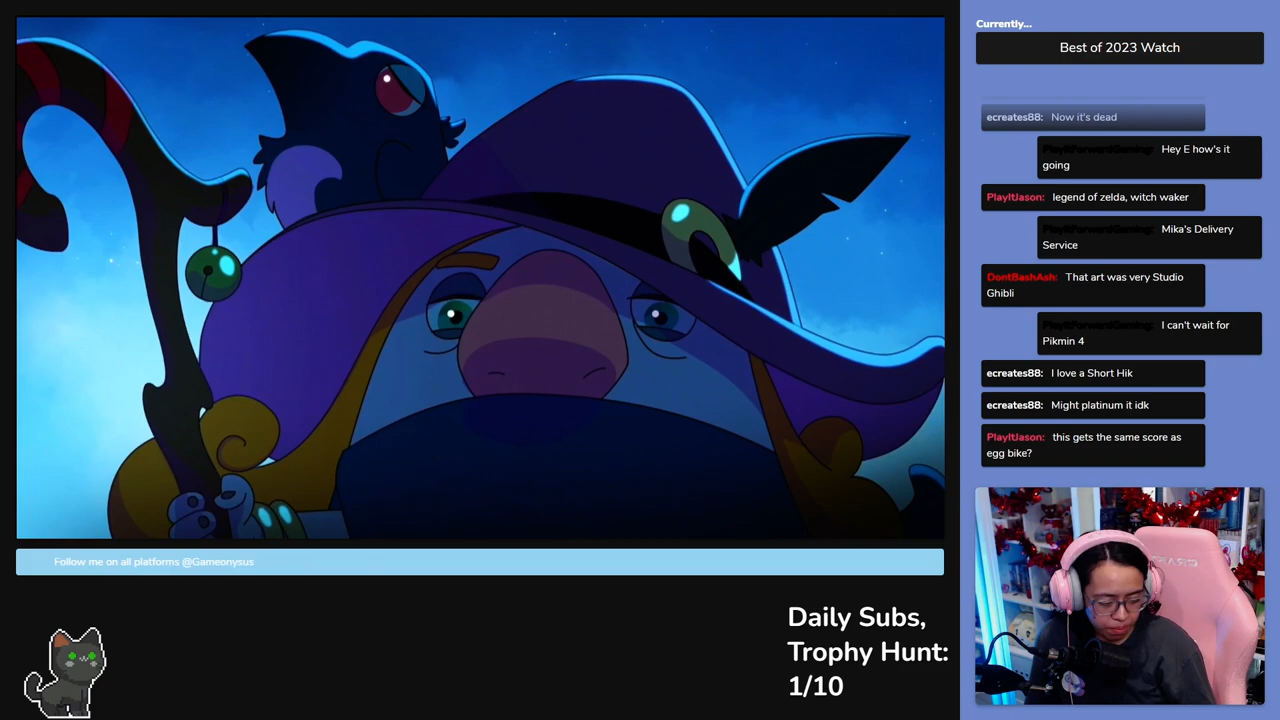 Currently...
Best of 2023 Watch
ecreates88: Now it's dead
PlayItForwardGaming: Hey E how's it
going
PlayItJason: legend of zelda, witch waker
PlayItForwardGaming: Mika's Delivery
Service
DontBashAsh: That art was very Studio
Ghibli
PlayItForwardGaming: I can't wait for
Pikmin 4
ecreates88: I love a Short Hik
ecreates88: Might platinum it idk
PlayItJason: this gets the same score as
egg bike?
Follow me on all platforms @Gameonysus
Daily Subs,
Trophy Hunt:
1/10